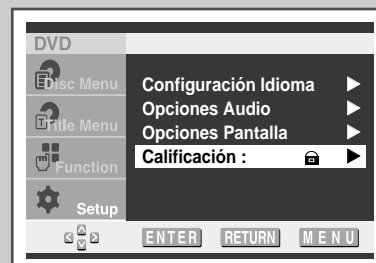 DVD
Disc Menu
Title Menu
Function
Setup
Configuración Idioma
Opciones Audio
Opciones Pantalla
Calificación :
ENTER RETURN MENU